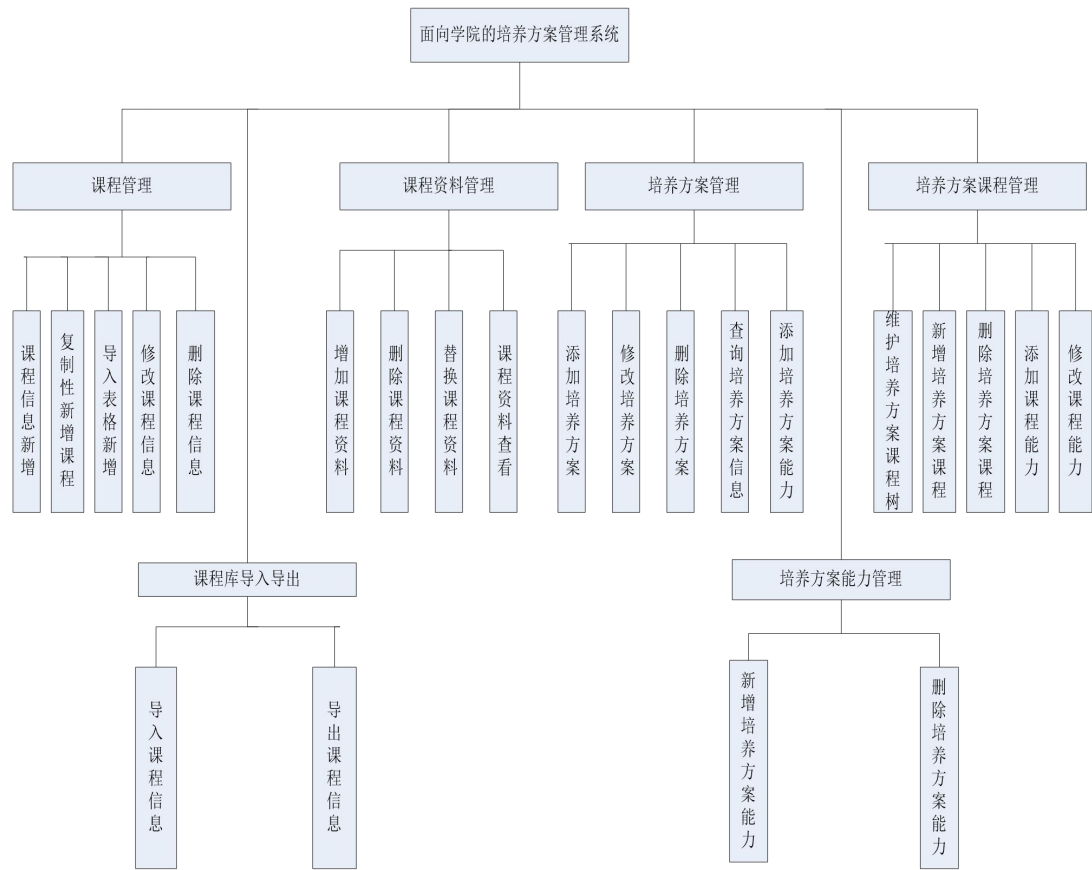 面向学院的培养方案管理系统
课程管理
课程资料管理
培养方案管理
培养方案课程管理
课程信息新增
复制性新增课程
导入表格新增
修改课程信息
删除课程信息
增加课程资料
删除课程资料
替换课程资料
课程资料查看
添加培养方案
修改培养方案
删除培养方案
查询培养方案信息
添加培养方案能力
维护培养方案课程树
新增培养方案课程
删除培养方案课程
添加课程能力
修改课程能力
课程库导入导出
培养方案能力管理
导入课程信息
导出课程信息
新增培养方案能力
删除培养方案能力